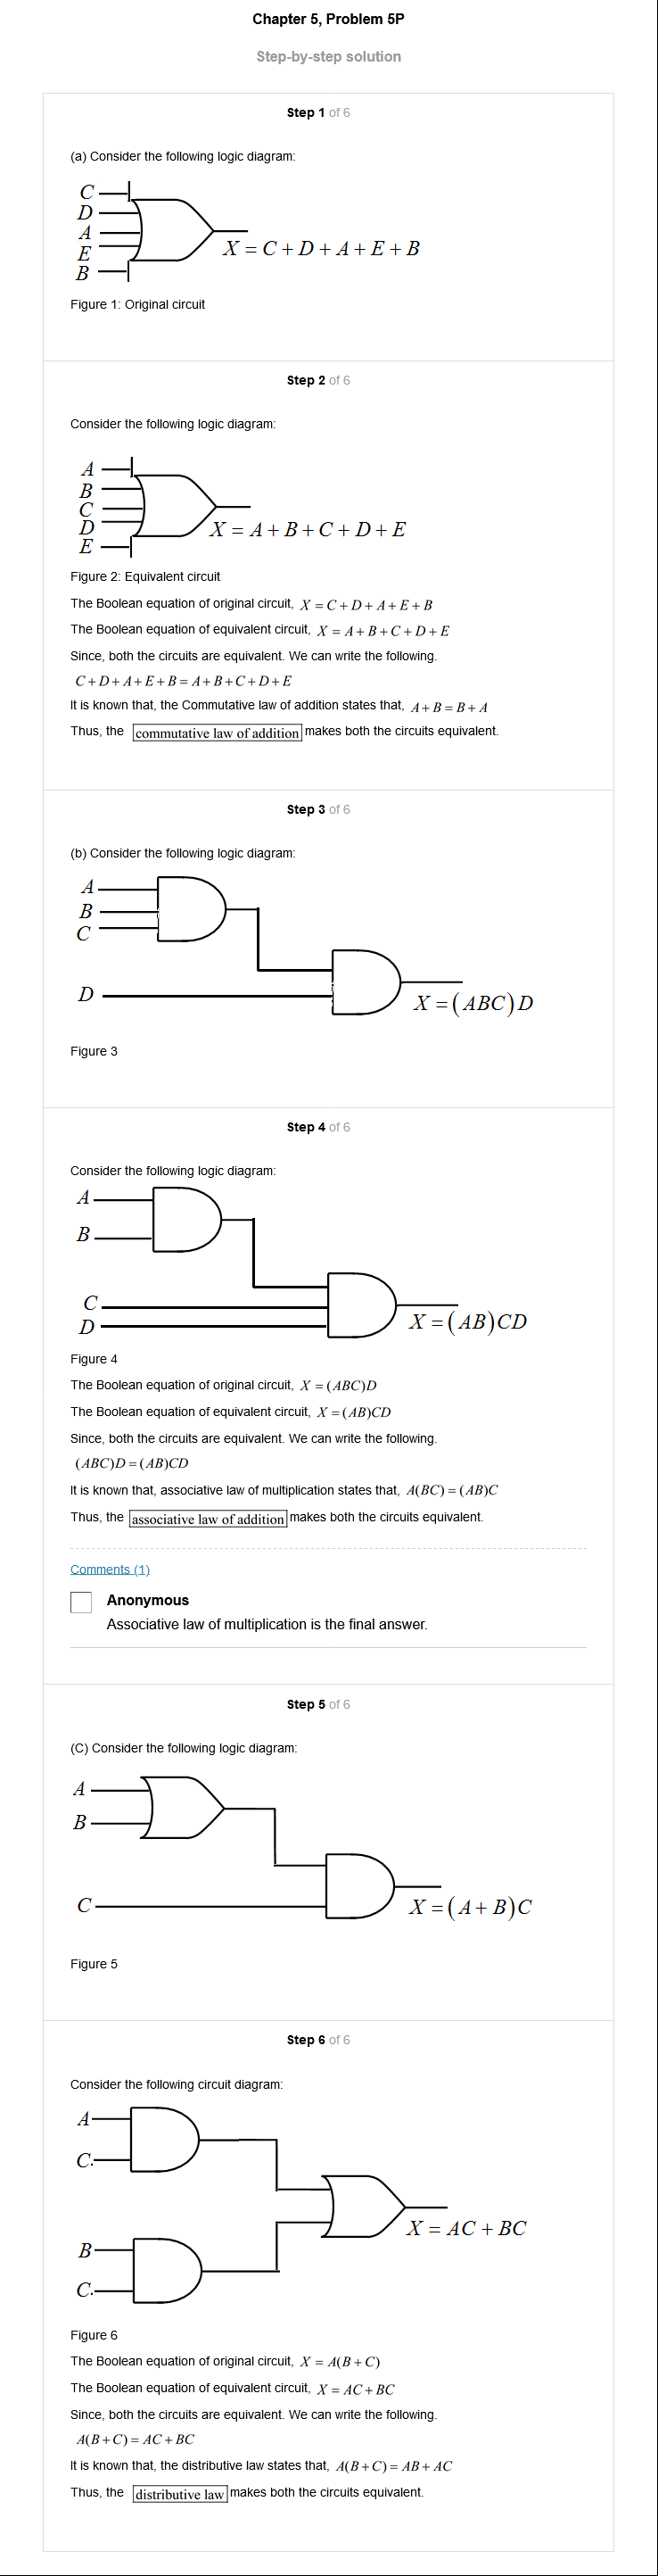 Chapter 5, Problem 5P
Step-by-step solution
Step 1 of 6
(a) Consider the following logic diagram:
C
D
A
E
B
X = C + D + A + E + B
Figure 1: Original circuit
Step 2 of 6
Consider the following logic diagram:
A
B
C
D
E
X = A + B + C + D + E
Figure 2: Equivalent circuit
The Boolean equation of original circuit, X = C + D + A + E + B
The Boolean equation of equivalent circuit, X = A + B + C + D + E
Since, both the circuits are equivalent. We can write the following.
C + D + A + E + B = A + B + C + D + E
It is known that, the Commutative law of addition states that, A + B = B + A
Thus, the commutative law of addition makes both the circuits equivalent.
Step 3 of 6
(b) Consider the following logic diagram:
A
B
C
D
X = (ABC)D
Figure 3
Step 4 of 6
Consider the following logic diagram:
A
B
C
D
X = (AB)CD
Figure 4
The Boolean equation of original circuit, X = (ABC)D
The Boolean equation of equivalent circuit, X = (AB)CD
Since, both the circuits are equivalent. We can write the following.
(ABC)D = (AB)CD
It is known that, associative law of multiplication states that, A(BC) = (AB)C
Thus, the associative law of addition makes both the circuits equivalent.
Comments (1)
Anonymous
Associative law of multiplication is the final answer.
Step 5 of 6
(C) Consider the following logic diagram:
A
B
C
X = (A + B)C
Figure 5
Step 6 of 6
Consider the following circuit diagram:
A
C.
B
C.
X = AC + BC
Figure 6
The Boolean equation of original circuit, X = A(B + C)
The Boolean equation of equivalent circuit, X = AC + BC
Since, both the circuits are equivalent. We can write the following.
A(B + C) = AC + BC
It is known that, the distributive law states that, A(B + C) = AB + AC
Thus, the distributive law makes both the circuits equivalent.